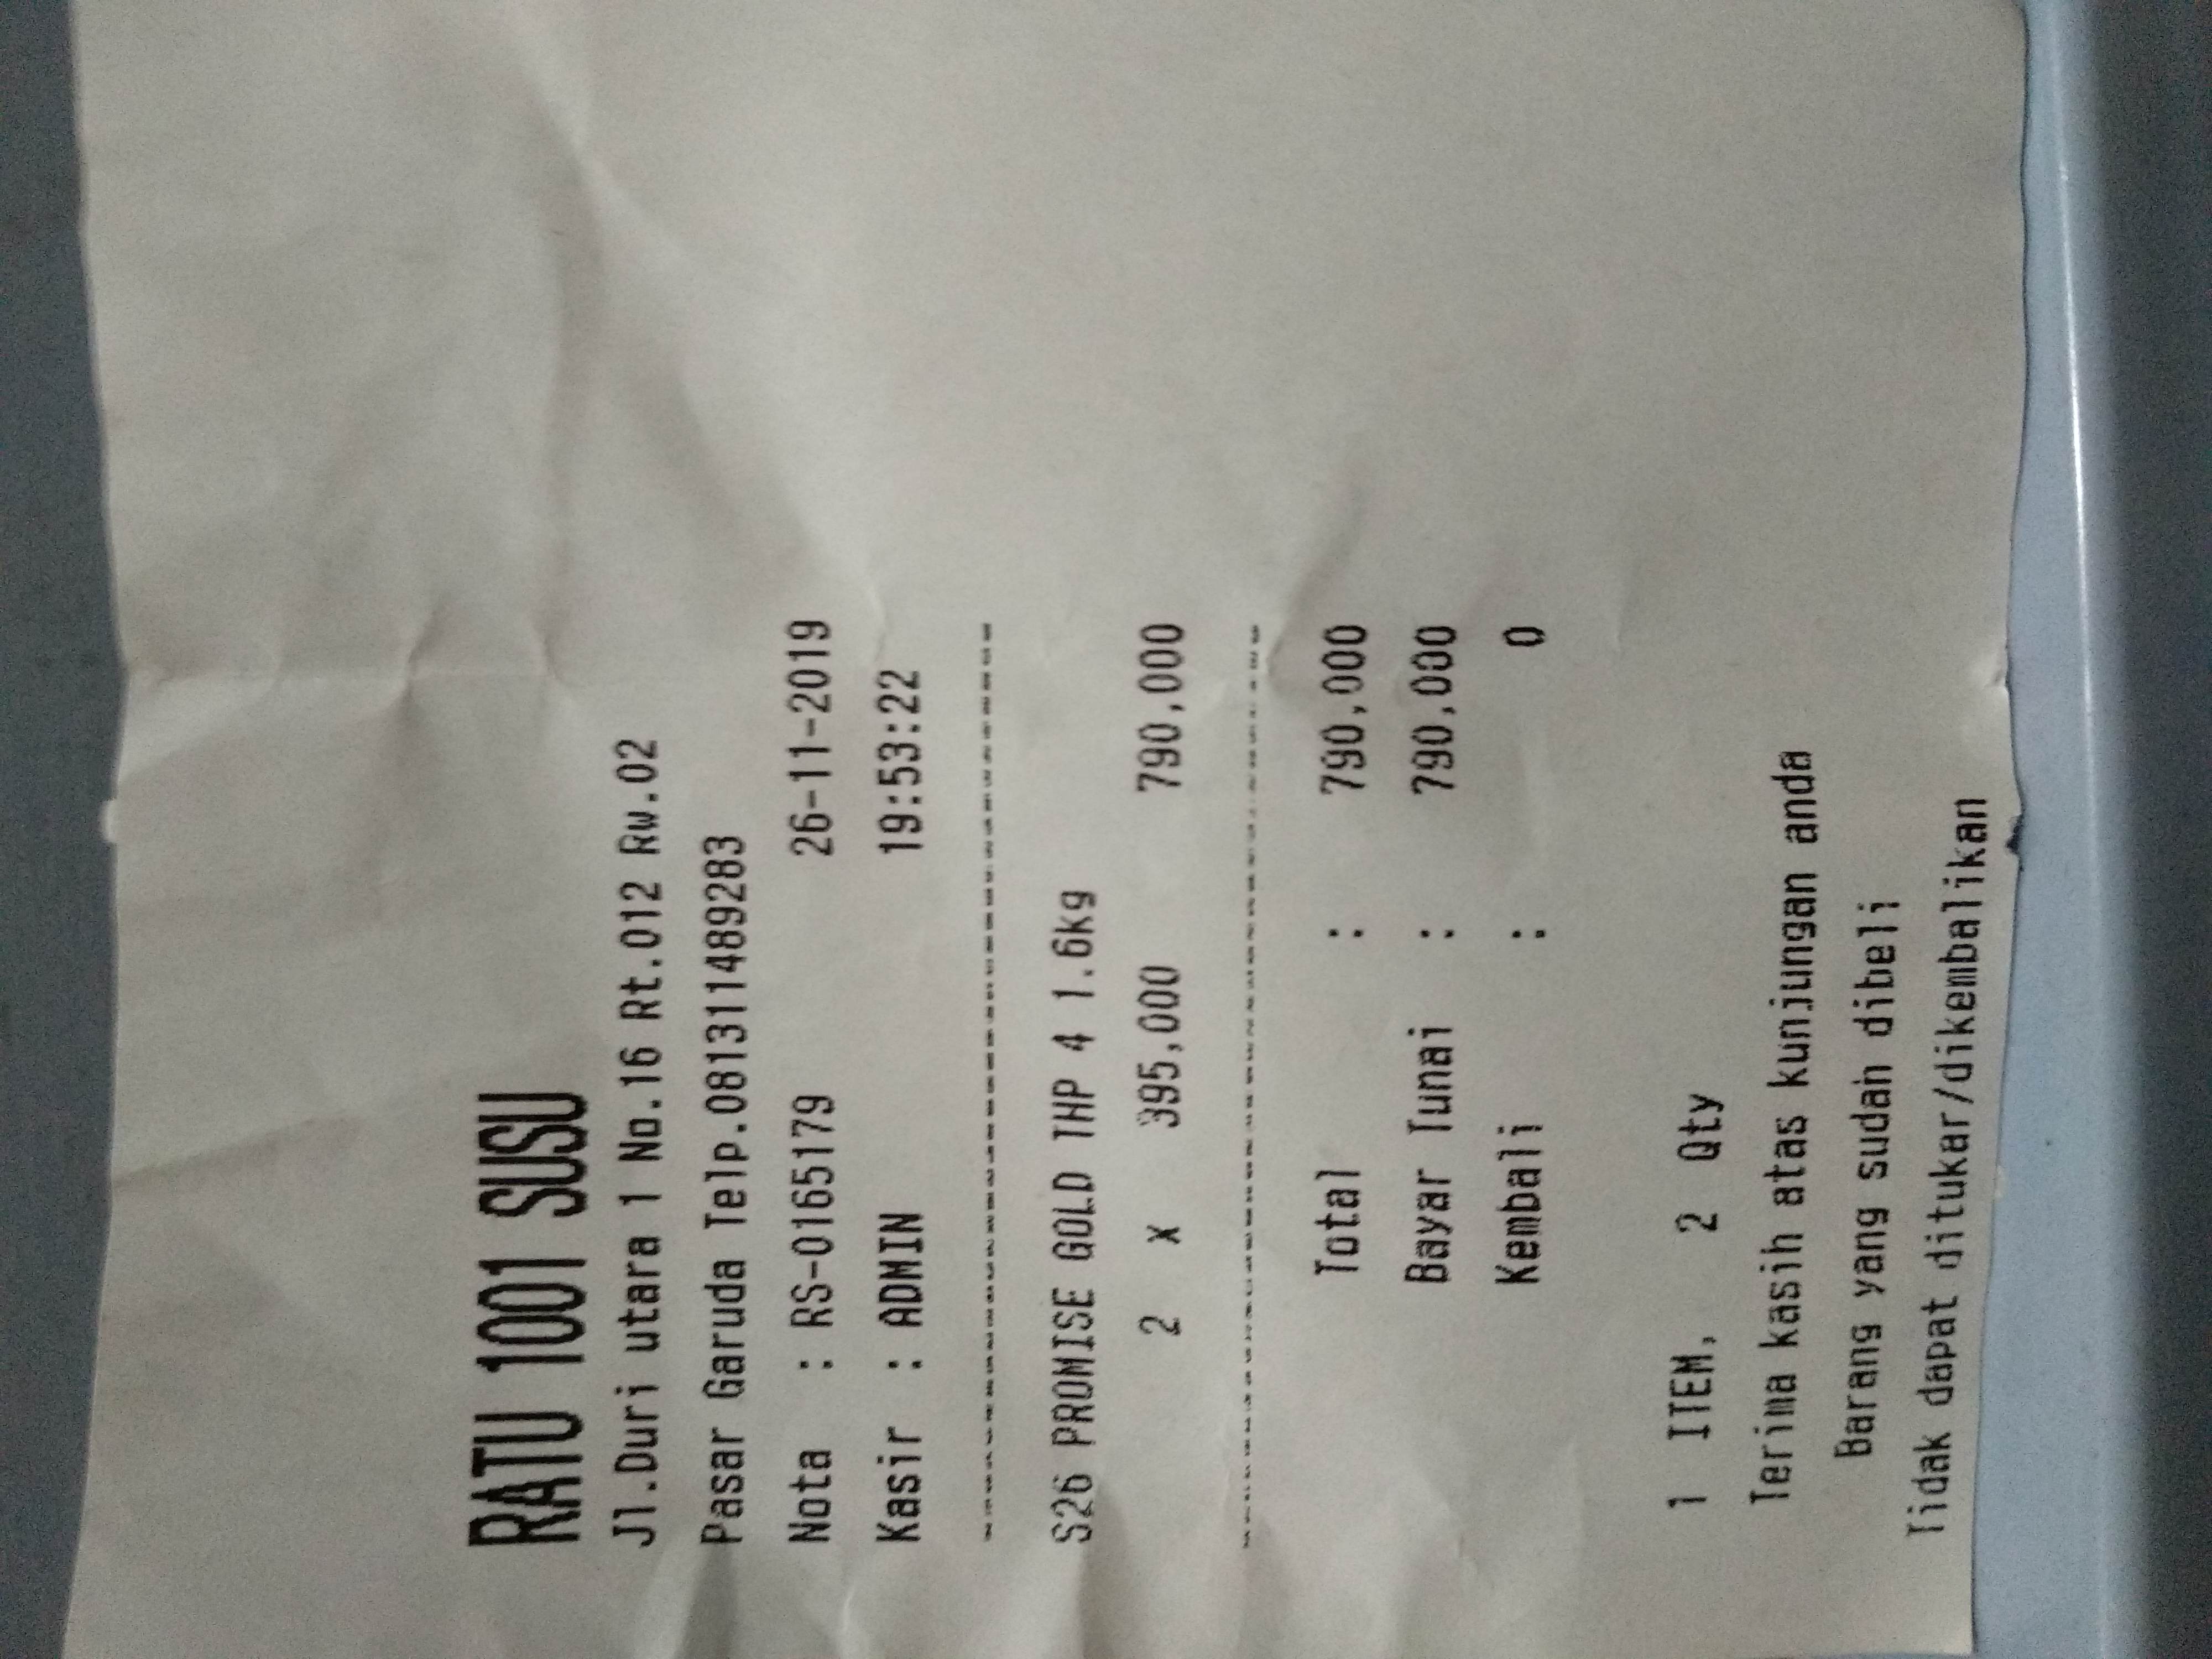 RATU 1001 SUSU
Jl.Duri utara 1 No.16 Rt.012 Rw.02
Pasar Garuda Telp.081311489283
Nota : RS-0165179 26-11-2019
Kasir : ADMIN 19:53:22
S26 PROMISE GOLD THP 4 1.6kg
2 x 395,000 790,000
Total : 790,000
Bayar Tunai : 790,000
Kembali : 0
1 ITEM, 2 Qty
Terima kasih atas kunjungan anda
Barang yang sudah dibeli
Tidak dapat ditukar/dikembalikan